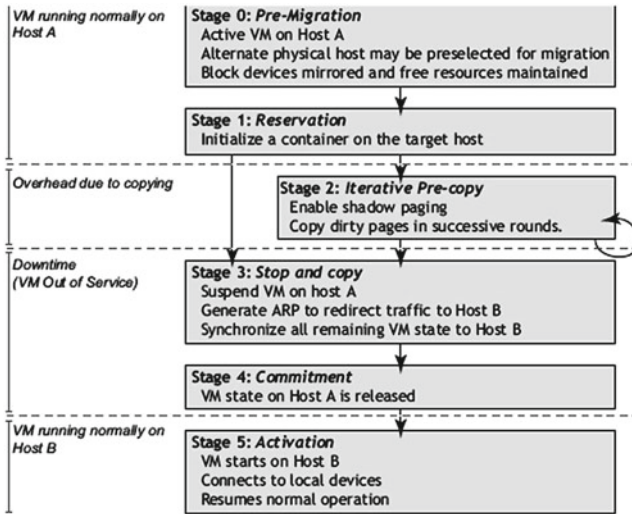 VM running normally on
Host A
Stage 0: Pre-Migration
Active VM on Host A
Alternate physical host may be preselected for migration
Block devices mirrored and free resources maintained
Stage 1: Reservation
Initialize a container on the target host
Overhead due to copying
Stage 2: Iterative Pre-copy
Enable shadow paging
Copy dirty pages in successive rounds.
Downtime
(VM Out of Service)
Stage 3: Stop and copy
Suspend VM on host A
Generate ARP to redirect traffic to Host B
Synchronize all remaining VM state to Host B
Stage 4: Commitment
VM state on Host A is released
VM running normally on
Host B
Stage 5: Activation
VM starts on Host B
Connects to local devices
Resumes normal operation